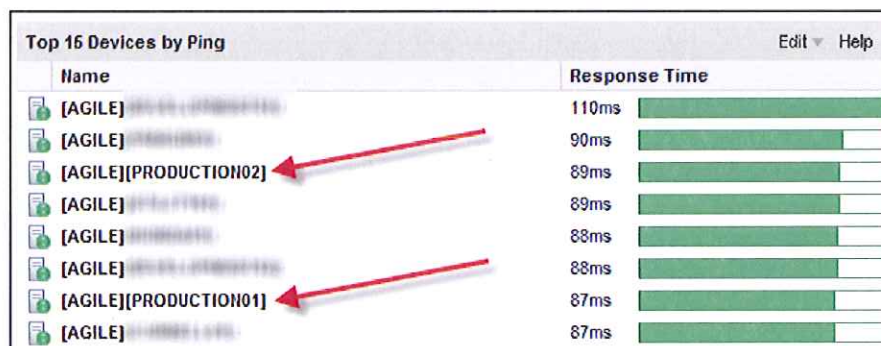 Top 15 Devices by Ping Edit Help
Name Response Time
[AGILE] 110ms
[AGILE] 90ms
[AGILE][PRODUCTION02] 89ms
[AGILE] 89ms
[AGILE] 88ms
[AGILE] 88ms
[AGILE][PRODUCTION01] 87ms
[AGILE] 87ms